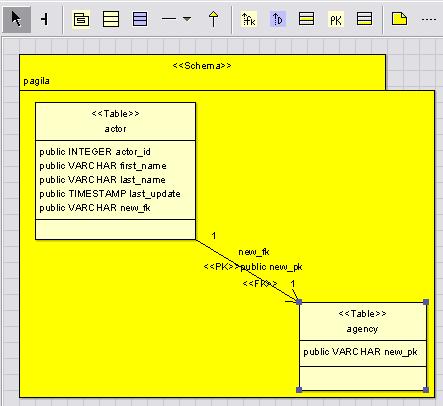 fk
D
PK
<<Schema>>
pagila
<<Table>>
actor
public INTEGER actor_id
public VARCHAR first_name
public VARCHAR last_name
public TIMESTAMP last_update
public VARCHAR new_fk
1
new_fk
<<PK>>public new_pk
<<FK>> 1
<<Table>>
agency
public VARCHAR new_pk